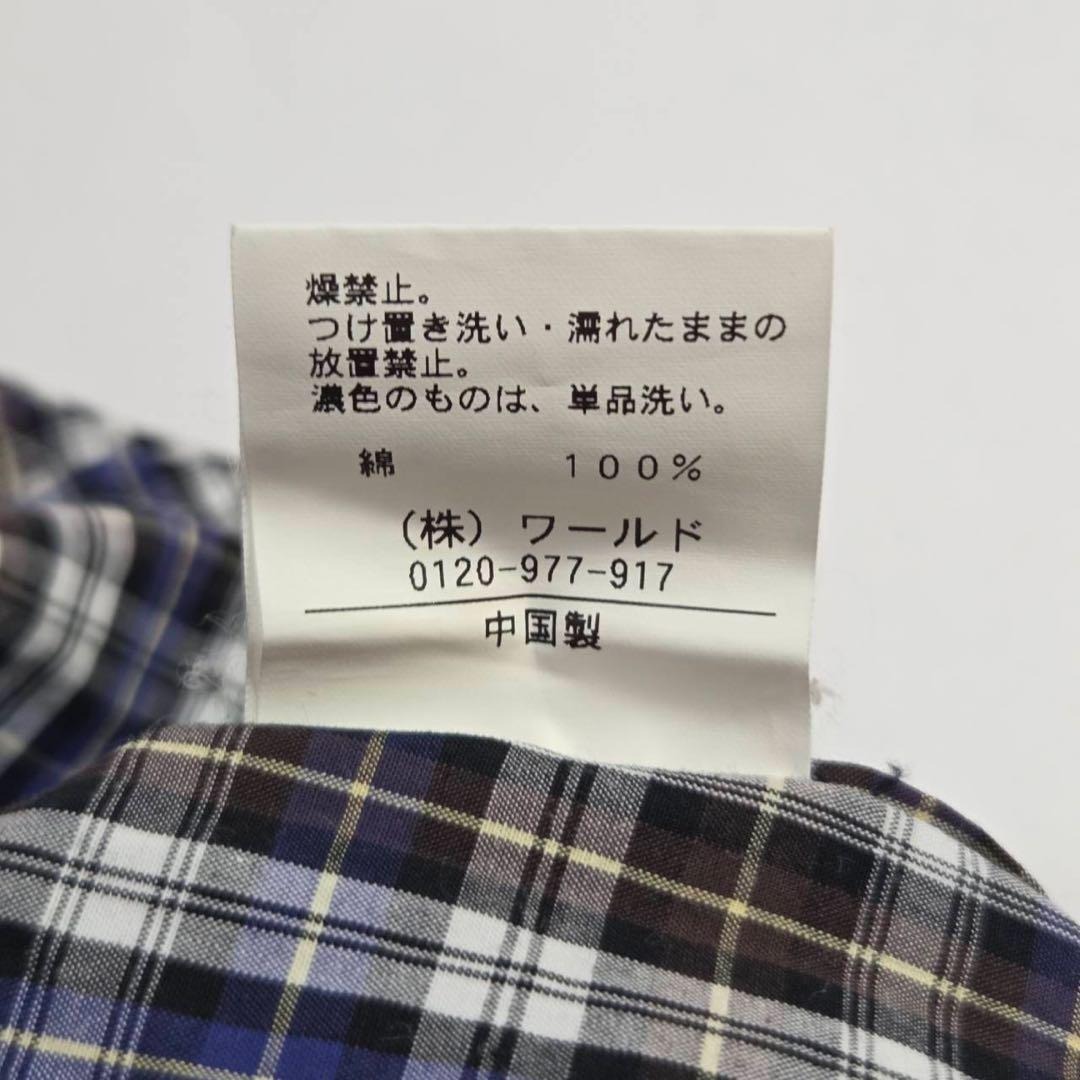 燥禁止。
つけ置き洗い・濡れたままの
放置禁止。
濃色のものは、単品洗い。
綿 100%
(株) ワールド
0120-977-917
中国製